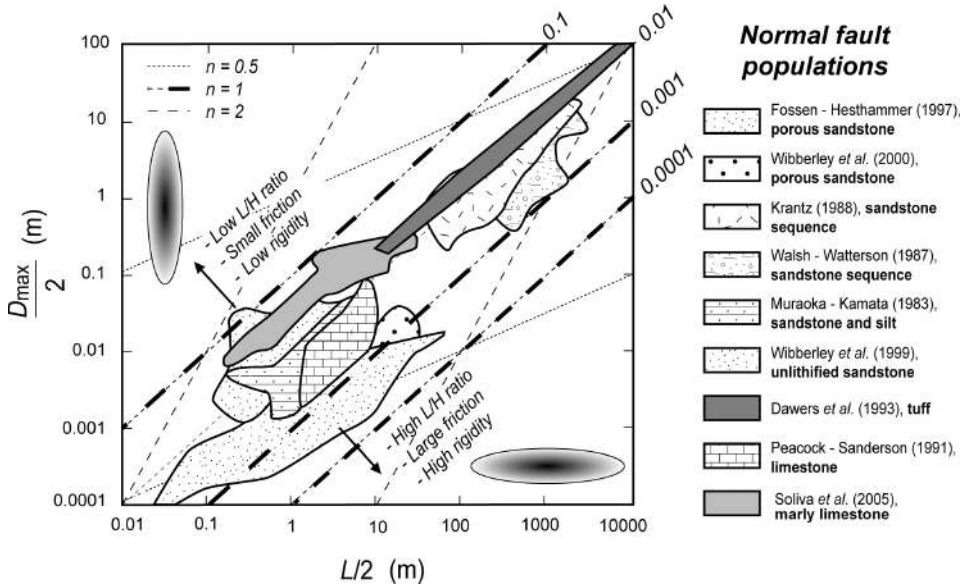 0.1
0.01
0.001
0.0001
100
10
1
0.1
0.01
0.001
0.0001
Dmax
2
(m)
n = 0.5
n = 1
n = 2
- Low L/H ratio
- Small friction
- Low rigidity
- High L/H ratio
- Large friction
- High rigidity
0.01
0.1
1
10
100
1000
10000
L/2 (m)
Normal fault
populations
Fossen - Hesthammer (1997),
porous sandstone
Wibberley et al. (2000),
porous sandstone
Krantz (1988), sandstone
sequence
Walsh - Watterson (1987),
sandstone sequence
Muraoka - Kamata (1983),
sandstone and silt
Wibberley et al. (1999),
unlithified sandstone
Dawers et al. (1993), tuff
Peacock - Sanderson (1991),
limestone
Soliva et al. (2005),
marly limestone